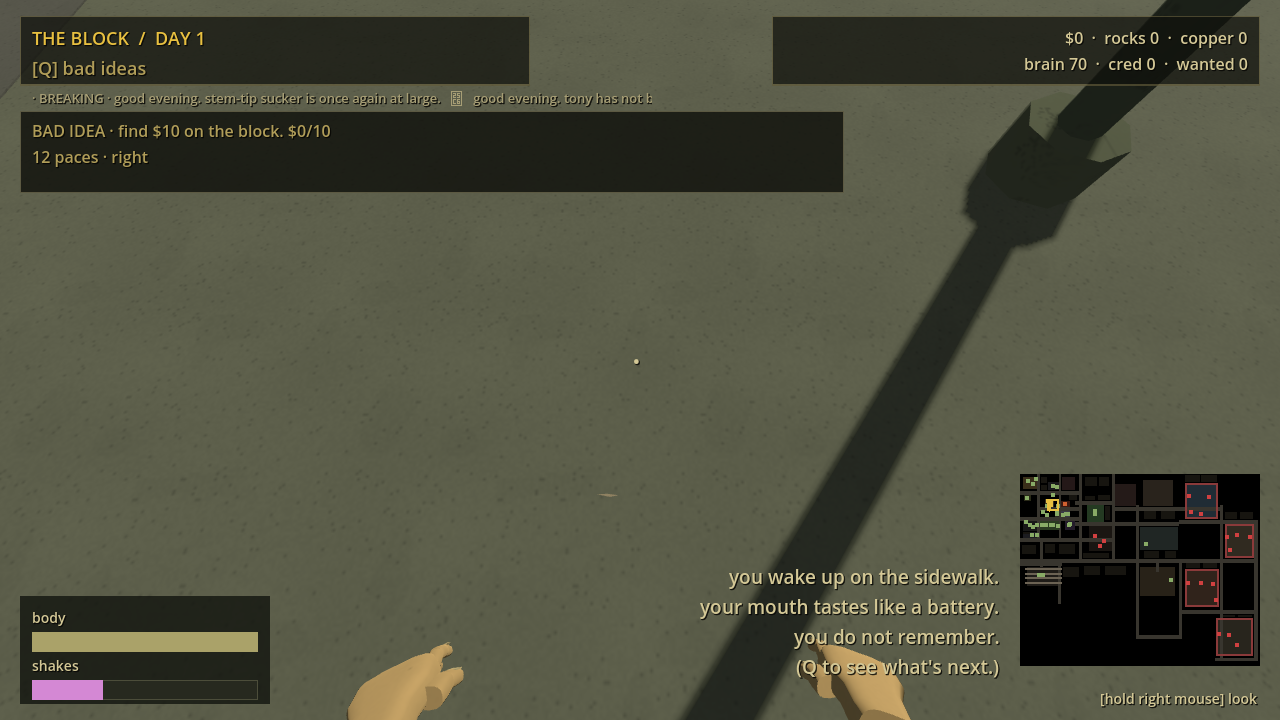 THE BLOCK / DAY 1
[Q] bad ideas
$0 · rocks 0 · copper 0
brain 70 · cred 0 · wanted 0
· BREAKING · good evening. stem-tip sucker is once again at large. good evening. tony has not
BAD IDEA · find $10 on the block. $0/10
12 paces · right
you wake up on the sidewalk.
your mouth tastes like a battery.
you do not remember.
(Q to see what's next.)
body
shakes
[hold right mouse] look